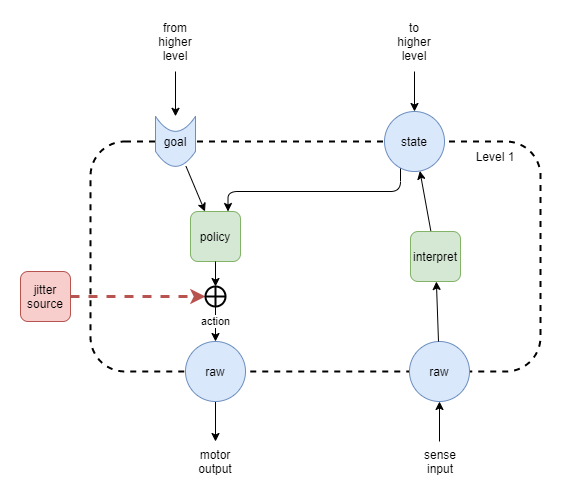 from
higher
level
to
higher
level
goal
state
Level 1
policy
interpret
jitter
source
action
raw
raw
motor
output
sense
input